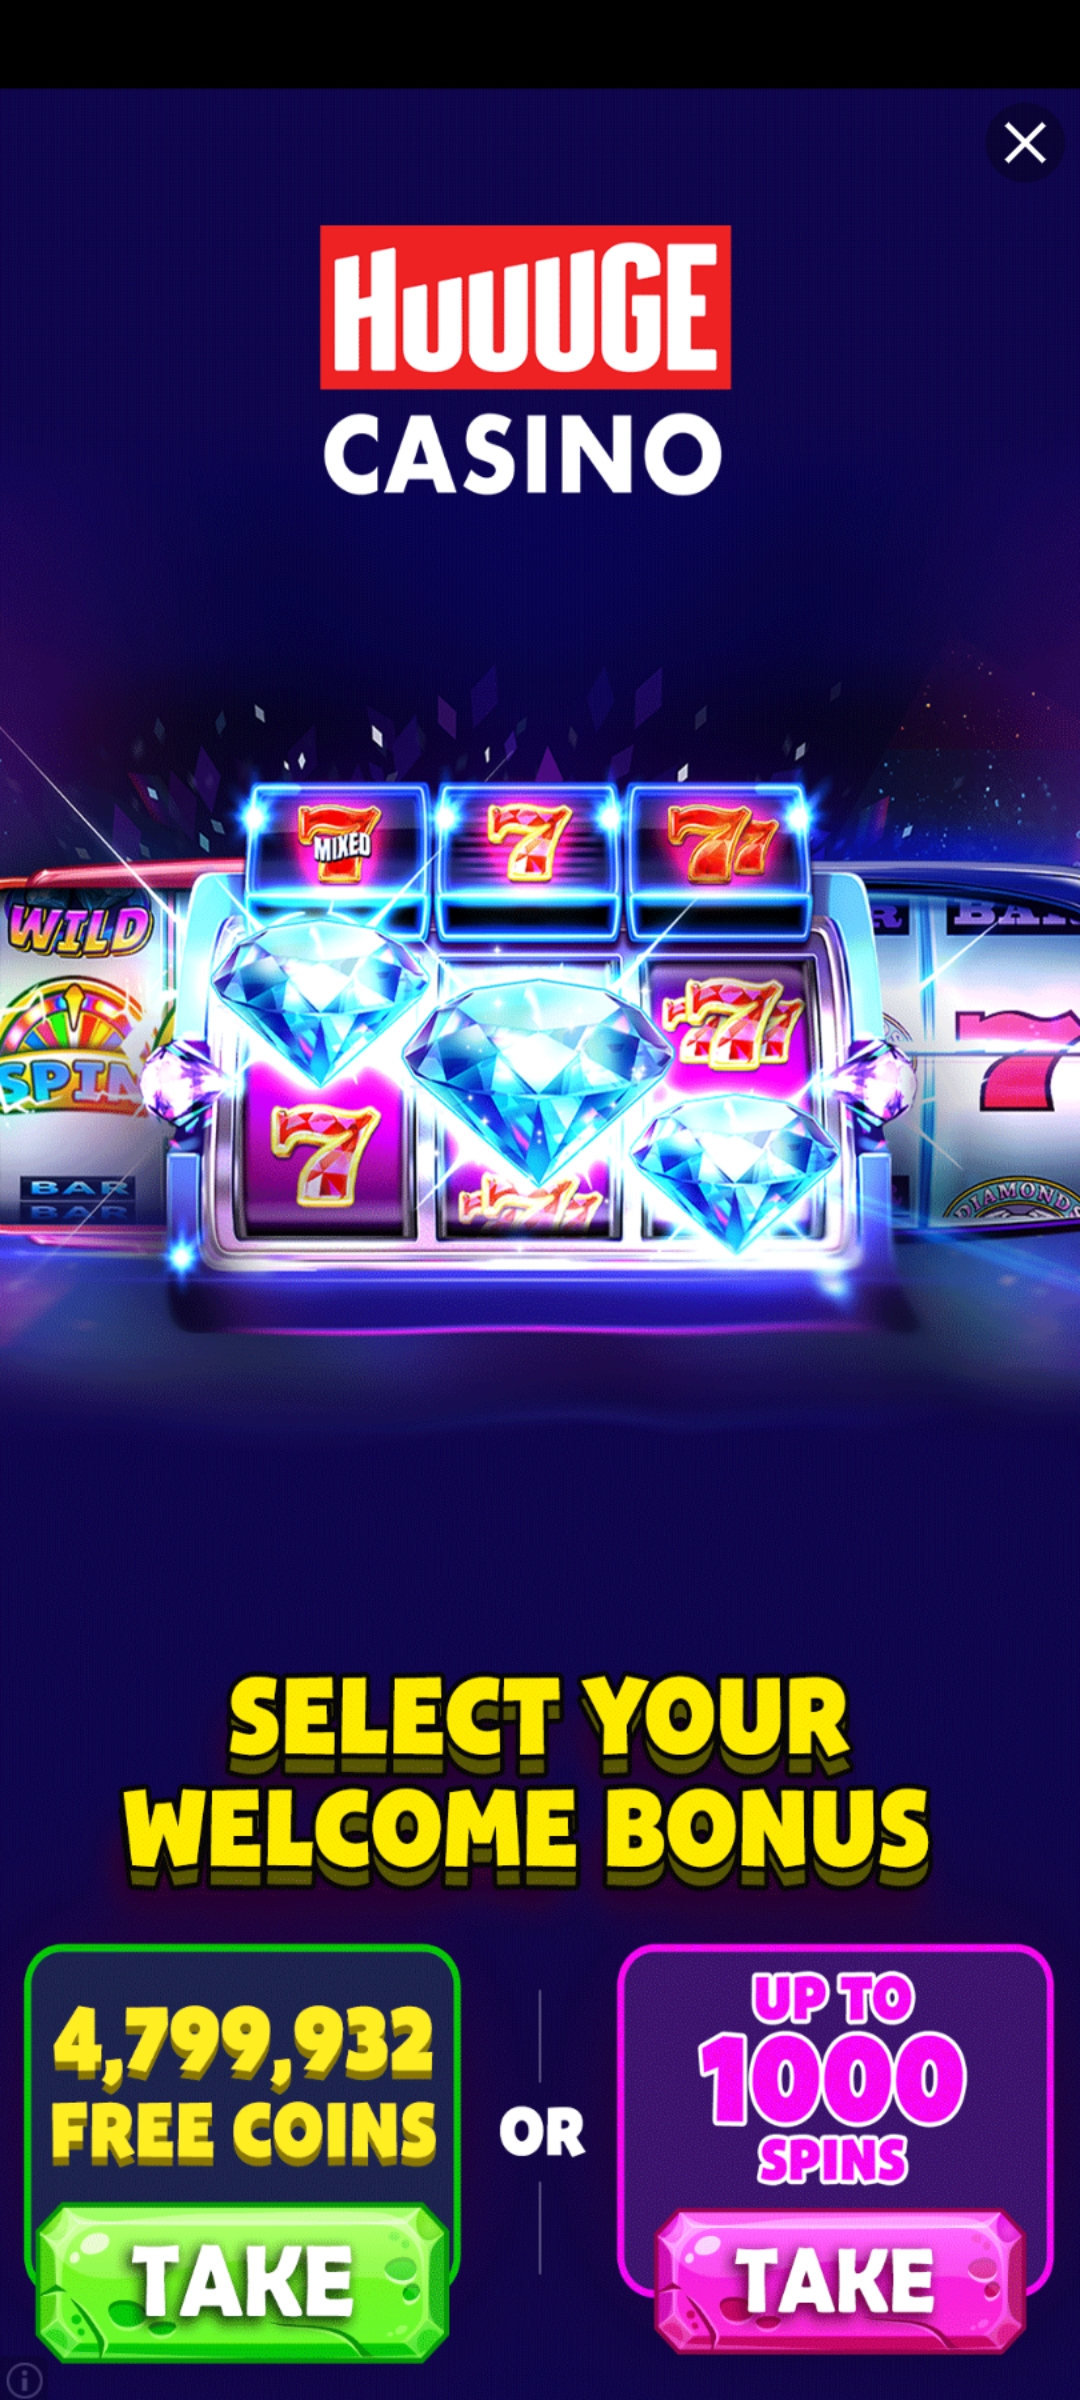 HUUUGE
CASINO
MIXED
WILD
SPIN
BAR
BAR
DIAMONDS
SELECT YOUR
WELCOME BONUS
4,799,932
FREE COINS
TAKE
OR
UP TO
1000
SPINS
TAKE